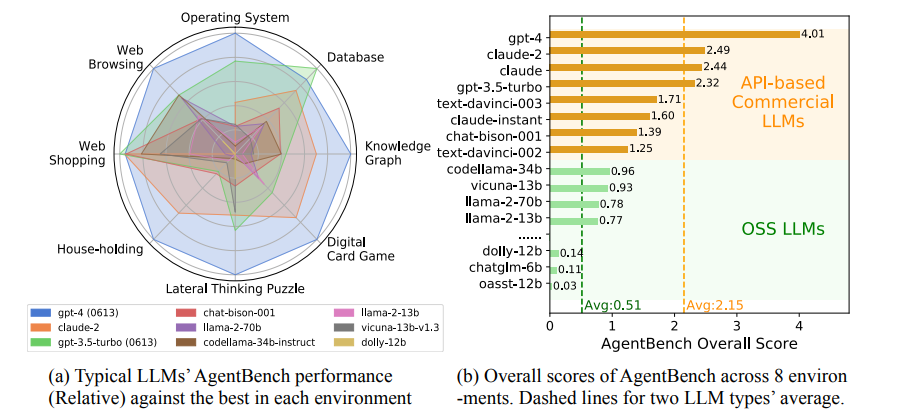 Operating System
Web
Browsing
Database
Web
Shopping
Knowledge
Graph
House-holding
Digital
Card Game
Lateral Thinking Puzzle
gpt-4 (0613)
claude-2
gpt-3.5-turbo (0613)
chat-bison-001
llama-2-70b
codellama-34b-instruct
llama-2-13b
vicuna-13b-v1.3
dolly-12b
(a) Typical LLMs' AgentBench performance
(Relative) against the best in each environment
gpt-4 4.01
claude-2 2.49
claude 2.44
gpt-3.5-turbo 2.32
text-davinci-003 1.71
claude-instant 1.60
chat-bison-001 1.39
text-davinci-002 1.25
codellama-34b 0.96
vicuna-13b 0.93
llama-2-70b 0.78
llama-2-13b 0.77
......
dolly-12b 0.14
chatglm-6b 0.11
oasst-12b 0.03
API-based
Commercial
LLMs
OSS LLMs
Avg:0.51 Avg:2.15
0 1 2 3 4
AgentBench Overall Score
(b) Overall scores of AgentBench across 8 environ
-ments. Dashed lines for two LLM types' average.